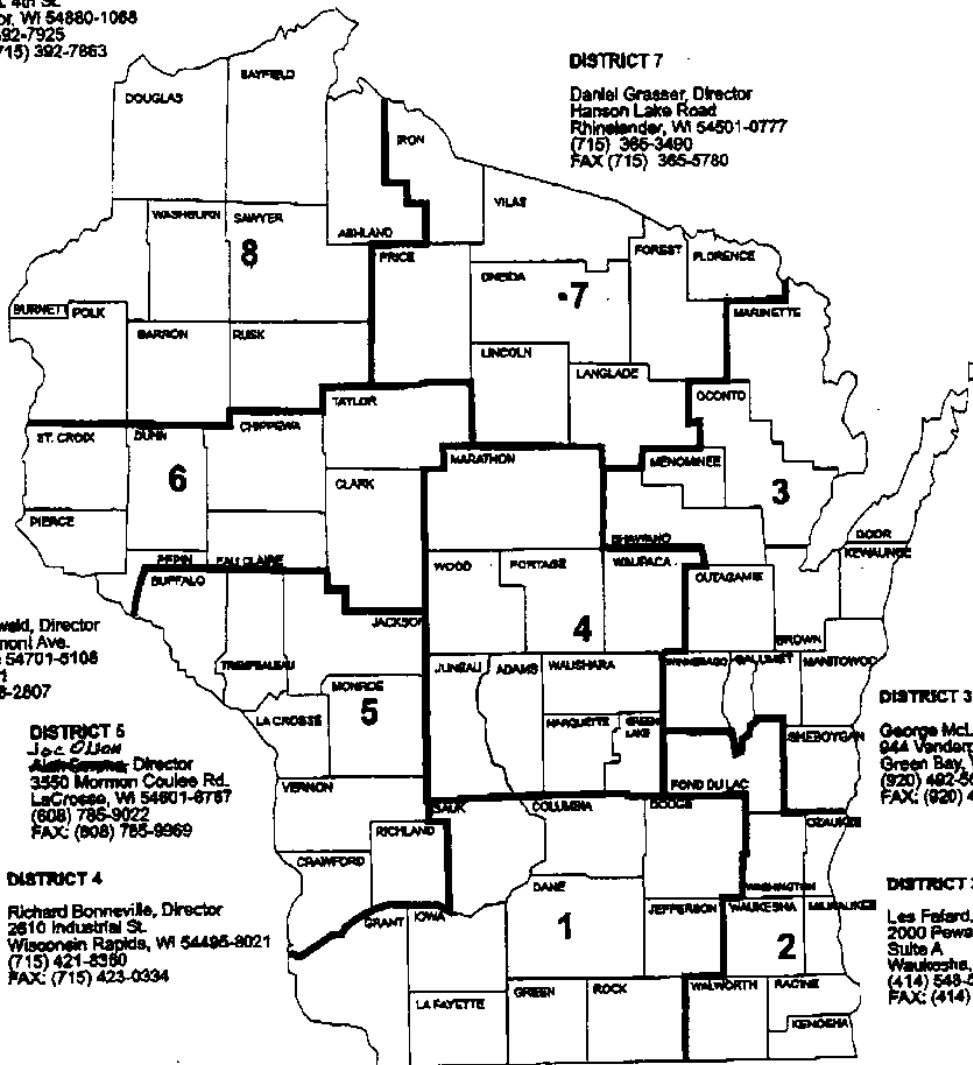 4th St.
or, WI 54880-1068
392-7925
715) 392-7863
DISTRICT 7
Daniel Grasser, Director
Hanson Lake Road
Rhinelander, WI 54501-0777
(715) 365-3490
FAX (715) 365-5780
DOUGLAS
BAYFIELD
IRON
VILAS
WASHBURN
SAWYER
ASHLAND
8
PRICE
FOREST
FLORENCE
ONEIDA
7
BURNETT
POLK
MARINETTE
BARRON
RUSK
LINCOLN
LANGLADE
OCONTO
TAYLOR
ST. CROIX
DUNN
CHIPPEWA
MARATHON
MENOMINEE
6
CLARK
3
PIERCE
SHAWANO
DOOR
PEPIN
EAU CLAIRE
WOOD
PORTAGE
WAUPACA
KEWAUNEE
BUFFALO
OUTAGAMIE
4
JACKSON
BROWN
wald, Director
mont Ave.
54701-5108
1
8-2807
TREMPEALEAU
JUNEAU
ADAMS
WAUSHARA
WINNEBAGO
CALUMET
MANITOWOC
MONROE
LA CROSSE
5
MARQUETTE
GREEN
LAKE
DISTRICT 3
George McL
944 Vander
Green Bay,
(920) 492-56
FAX: (920) 4
SHEBOYGAN
DISTRICT 5
Joe Olson
Director
3550 Mormon Coulee Rd.
LaCrosse, WI 54601-6767
(608) 785-9022
FAX: (608) 785-9969
FOND DU LAC
VERNON
SAUK
COLUMBIA
DODGE
RICHLAND
OZAUKEE
CRAWFORD
DISTRICT 4
Richard Bonneville, Director
2610 Industrial St.
Wisconsin Rapids, WI 54495-8021
(715) 421-8360
FAX: (715) 423-0334
DANE
WASHINGTON
GRANT
IOWA
JEFFERSON
WAUKESHA
MILWAUKEE
1
2
DISTRICT
Les Fafard,
2000 Pewa
Suite A
Waukesha,
(414) 548-5
FAX: (414)
LA FAYETTE
GREEN
ROCK
WALWORTH
RACINE
KENOSHA